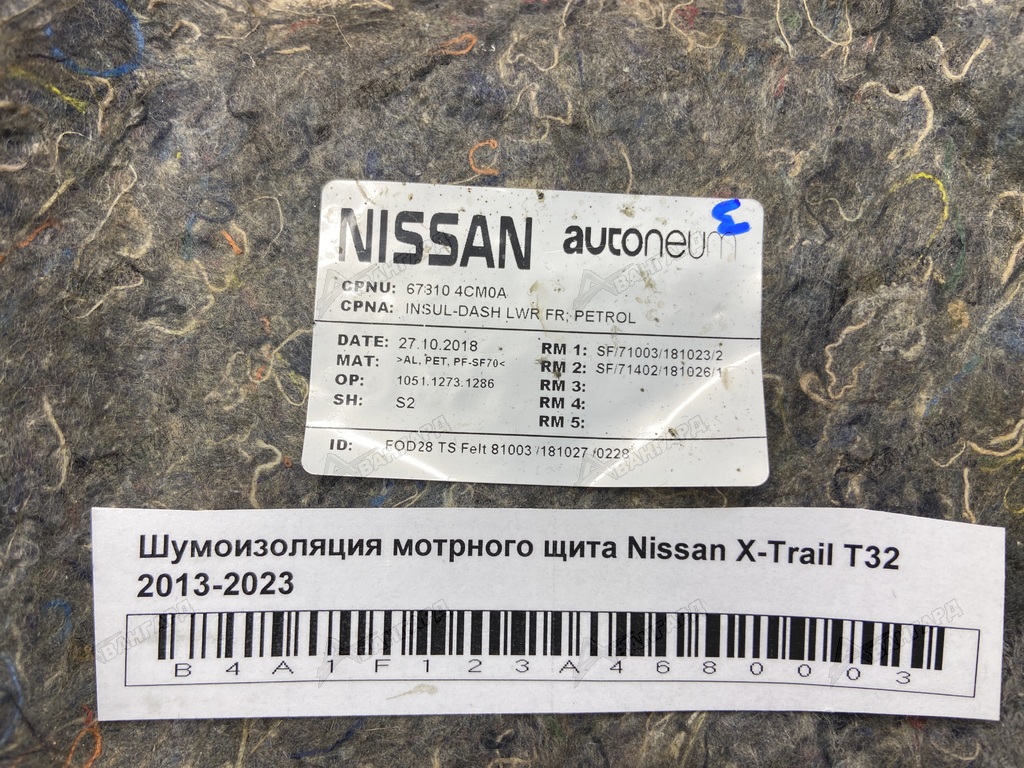 NISSAN autoneum
CPNU: 67310 4CM0A
CPNA: INSUL-DASH LWR FR; PETROL
DATE: 27.10.2018
MAT: >AL, PET, PF-SF70<
OP: 1051.1273.1286
SH: S2
RM 1: SF/71003/181023/2
RM 2: SF/71402/181026/1
RM 3:
RM 4:
RM 5:
ID: FOD28 TS Felt 81003 /181027 /0228
Шумоизоляция мотрного щита Nissan X-Trail T32
2013-2023
B4A1F123A4680003
АВАНГАРД